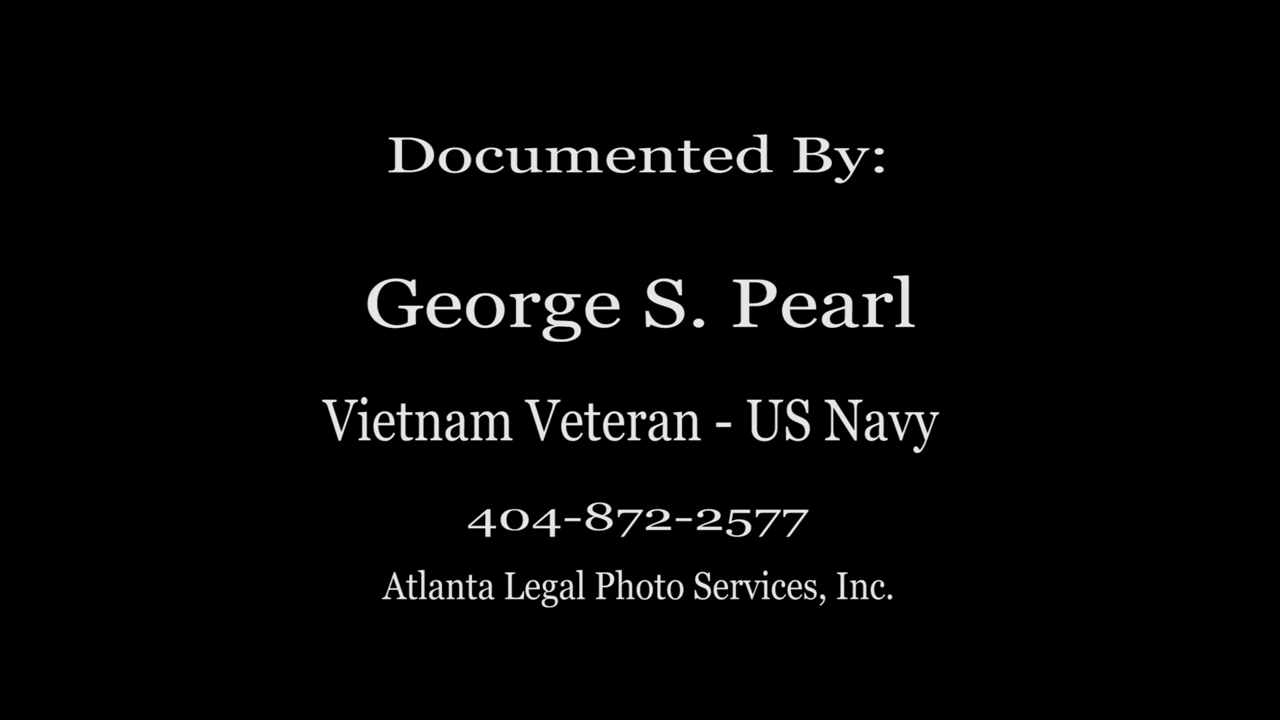 Documented By:
George S. Pearl
Vietnam Veteran - US Navy
404-872-2577
Atlanta Legal Photo Services, Inc.